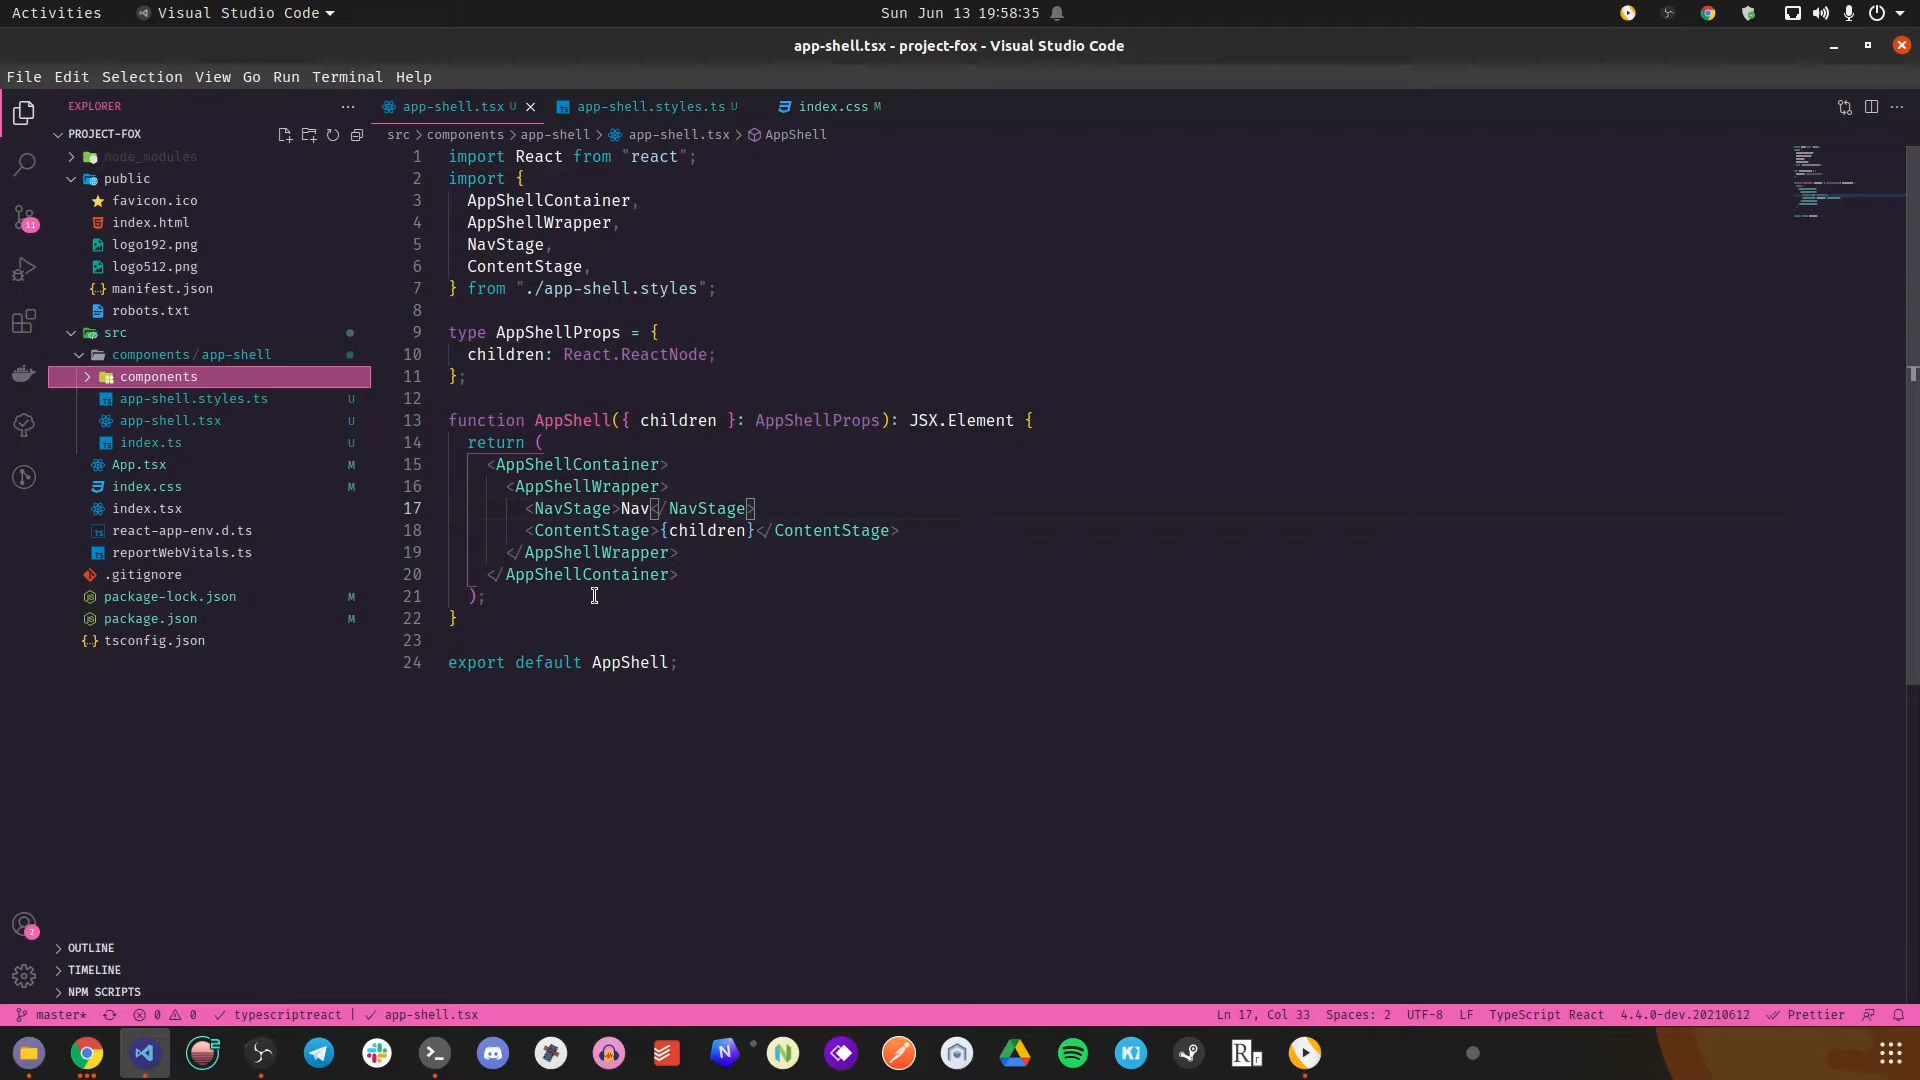 Activities
Visual Studio Code
Sun Jun 13 19:58:35
app-shell.tsx - project-fox - Visual Studio Code
File Edit Selection View Go Run Terminal Help
EXPLORER
PROJECT-FOX
node_modules
public
favicon.ico
index.html
logo192.png
logo512.png
manifest.json
robots.txt
src
components/app-shell
components
app-shell.styles.ts U
app-shell.tsx U
index.ts U
App.tsx M
index.css M
index.tsx
react-app-env.d.ts
reportWebVitals.ts
.gitignore
package-lock.json M
package.json M
tsconfig.json
OUTLINE
TIMELINE
NPM SCRIPTS
11
2
app-shell.tsx U
app-shell.styles.ts U
index.css M
src > components > app-shell > app-shell.tsx > AppShell
1 import React from "react";
2 import {
3 AppShellContainer,
4 AppShellWrapper,
5 NavStage,
6 ContentStage,
7 } from "./app-shell.styles";
8
9 type AppShellProps = {
10 children: React.ReactNode;
11 };
12
13 function AppShell({ children }: AppShellProps): JSX.Element {
14 return (
15 <AppShellContainer>
16 <AppShellWrapper>
17 <NavStage>Nav</NavStage>
18 <ContentStage>{children}</ContentStage>
19 </AppShellWrapper>
20 </AppShellContainer>
21 );
22 }
23
24 export default AppShell;
master* 0 0 typescriptreact | app-shell.tsx
Ln 17, Col 33 Spaces: 2 UTF-8 LF TypeScript React 4.4.0-dev.20210612 Prettier